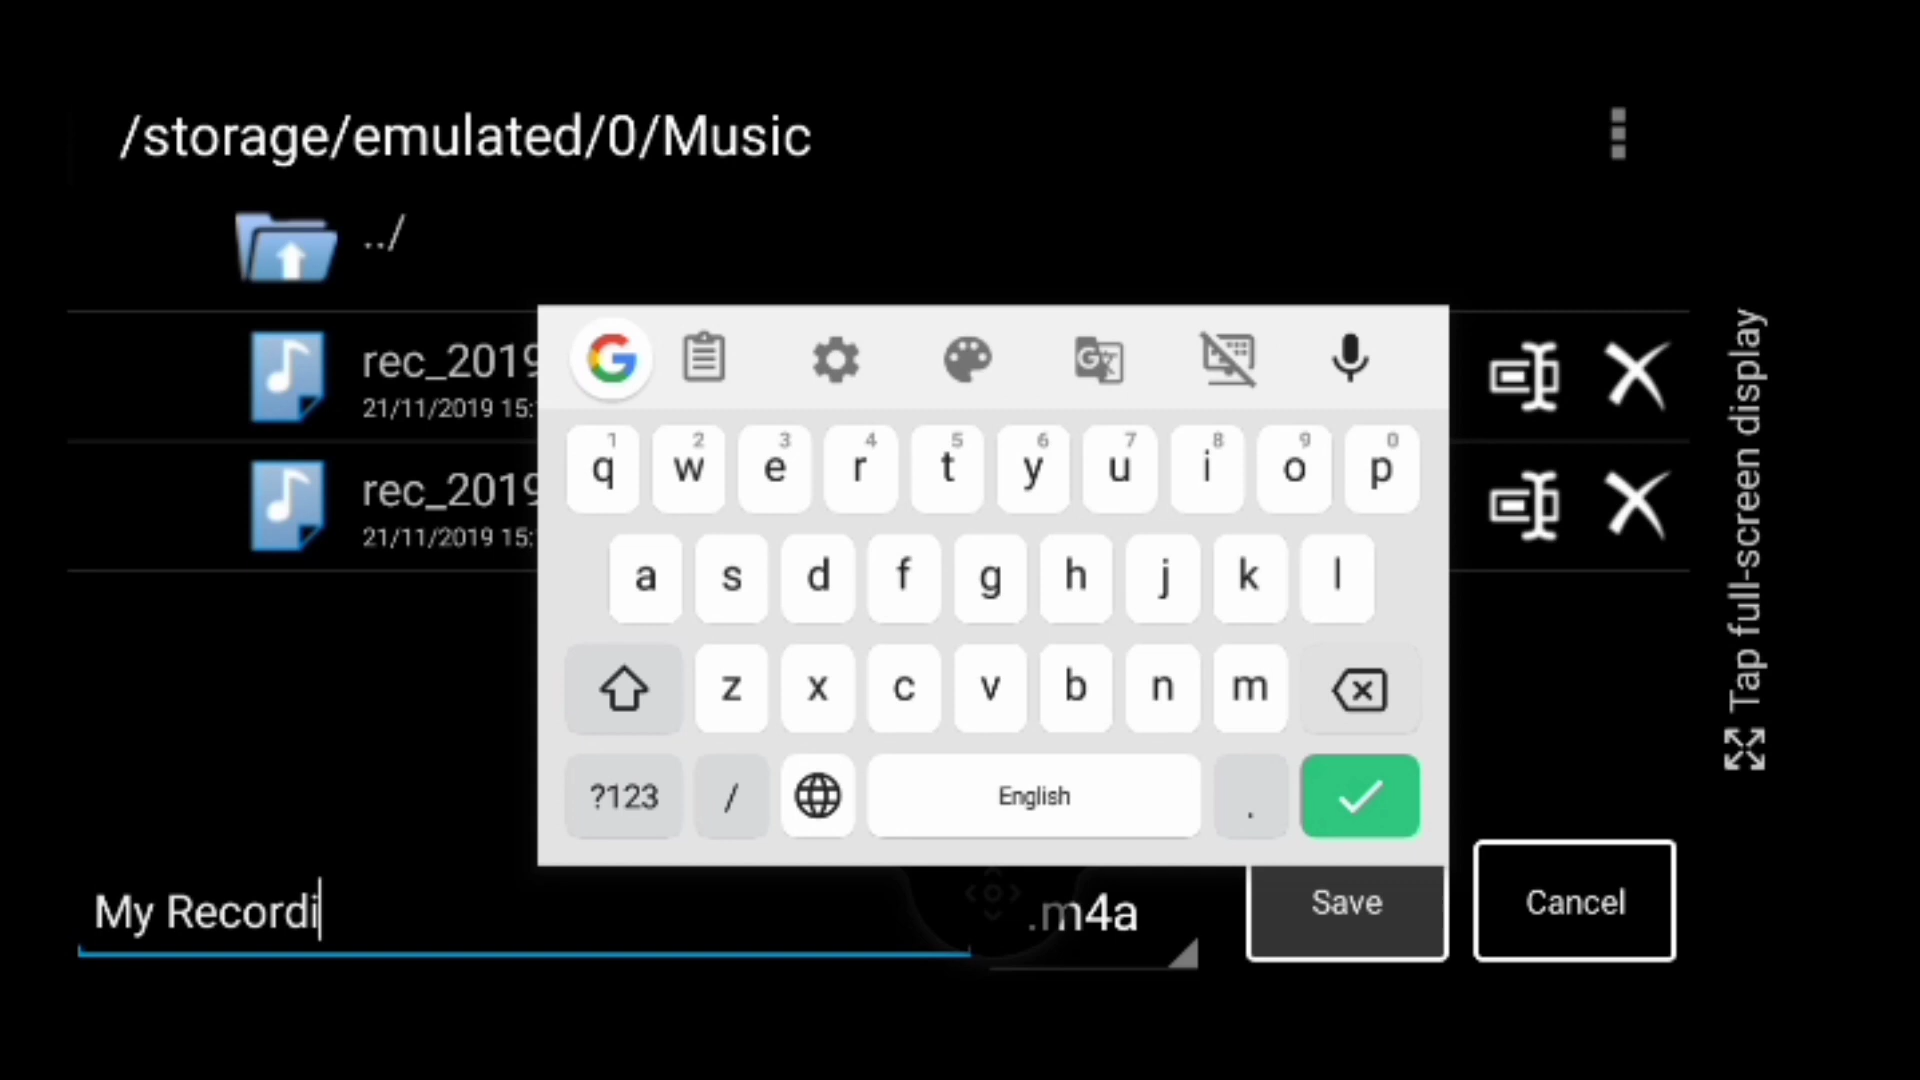 /storage/emulated/0/Music
../
rec_2019
21/11/2019 15:
rec_2019
21/11/2019 15:
1 2 3 4 5 6 7 8 9 0
q w e r t y u i o p
a s d f g h j k l
z x c v b n m
?123 / English .
My Recordi
.m4a
Save
Cancel
Tap full-screen display